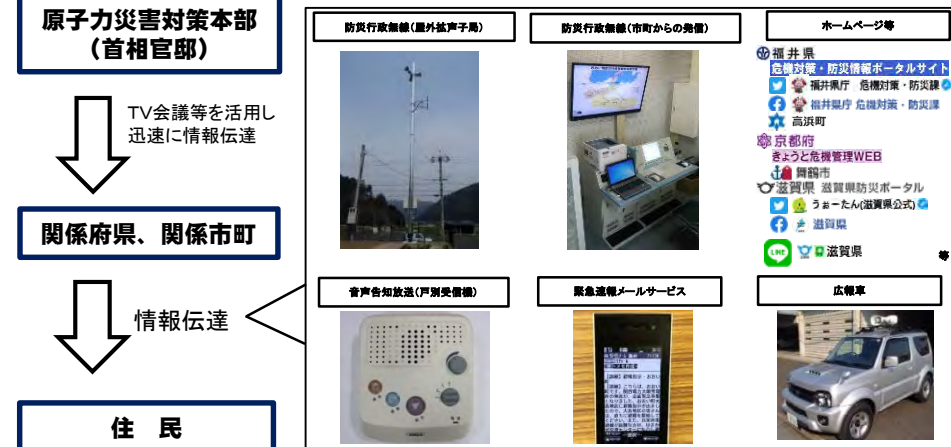 原子力災害対策本部
（首相官邸）
TV会議等を活用し
迅速に情報伝達
関係府県、関係市町
情報伝達
住　民
防災行政無線（屋外拡声子局）
防災行政無線（市町からの発信）
ホームページ等
福井県
危機対策・防災情報ポータルサイト
福井県庁　危機対策・防災課
福井県庁 危機対策・防災課
高浜町
京都府
きょうと危機管理WEB
舞鶴市
滋賀県 滋賀県防災ポータル
うぉーたん(滋賀県公式)
滋賀県
LINE
滋賀県
等
音声告知放送（戸別受信機）
緊急速報メールサービス
広報車